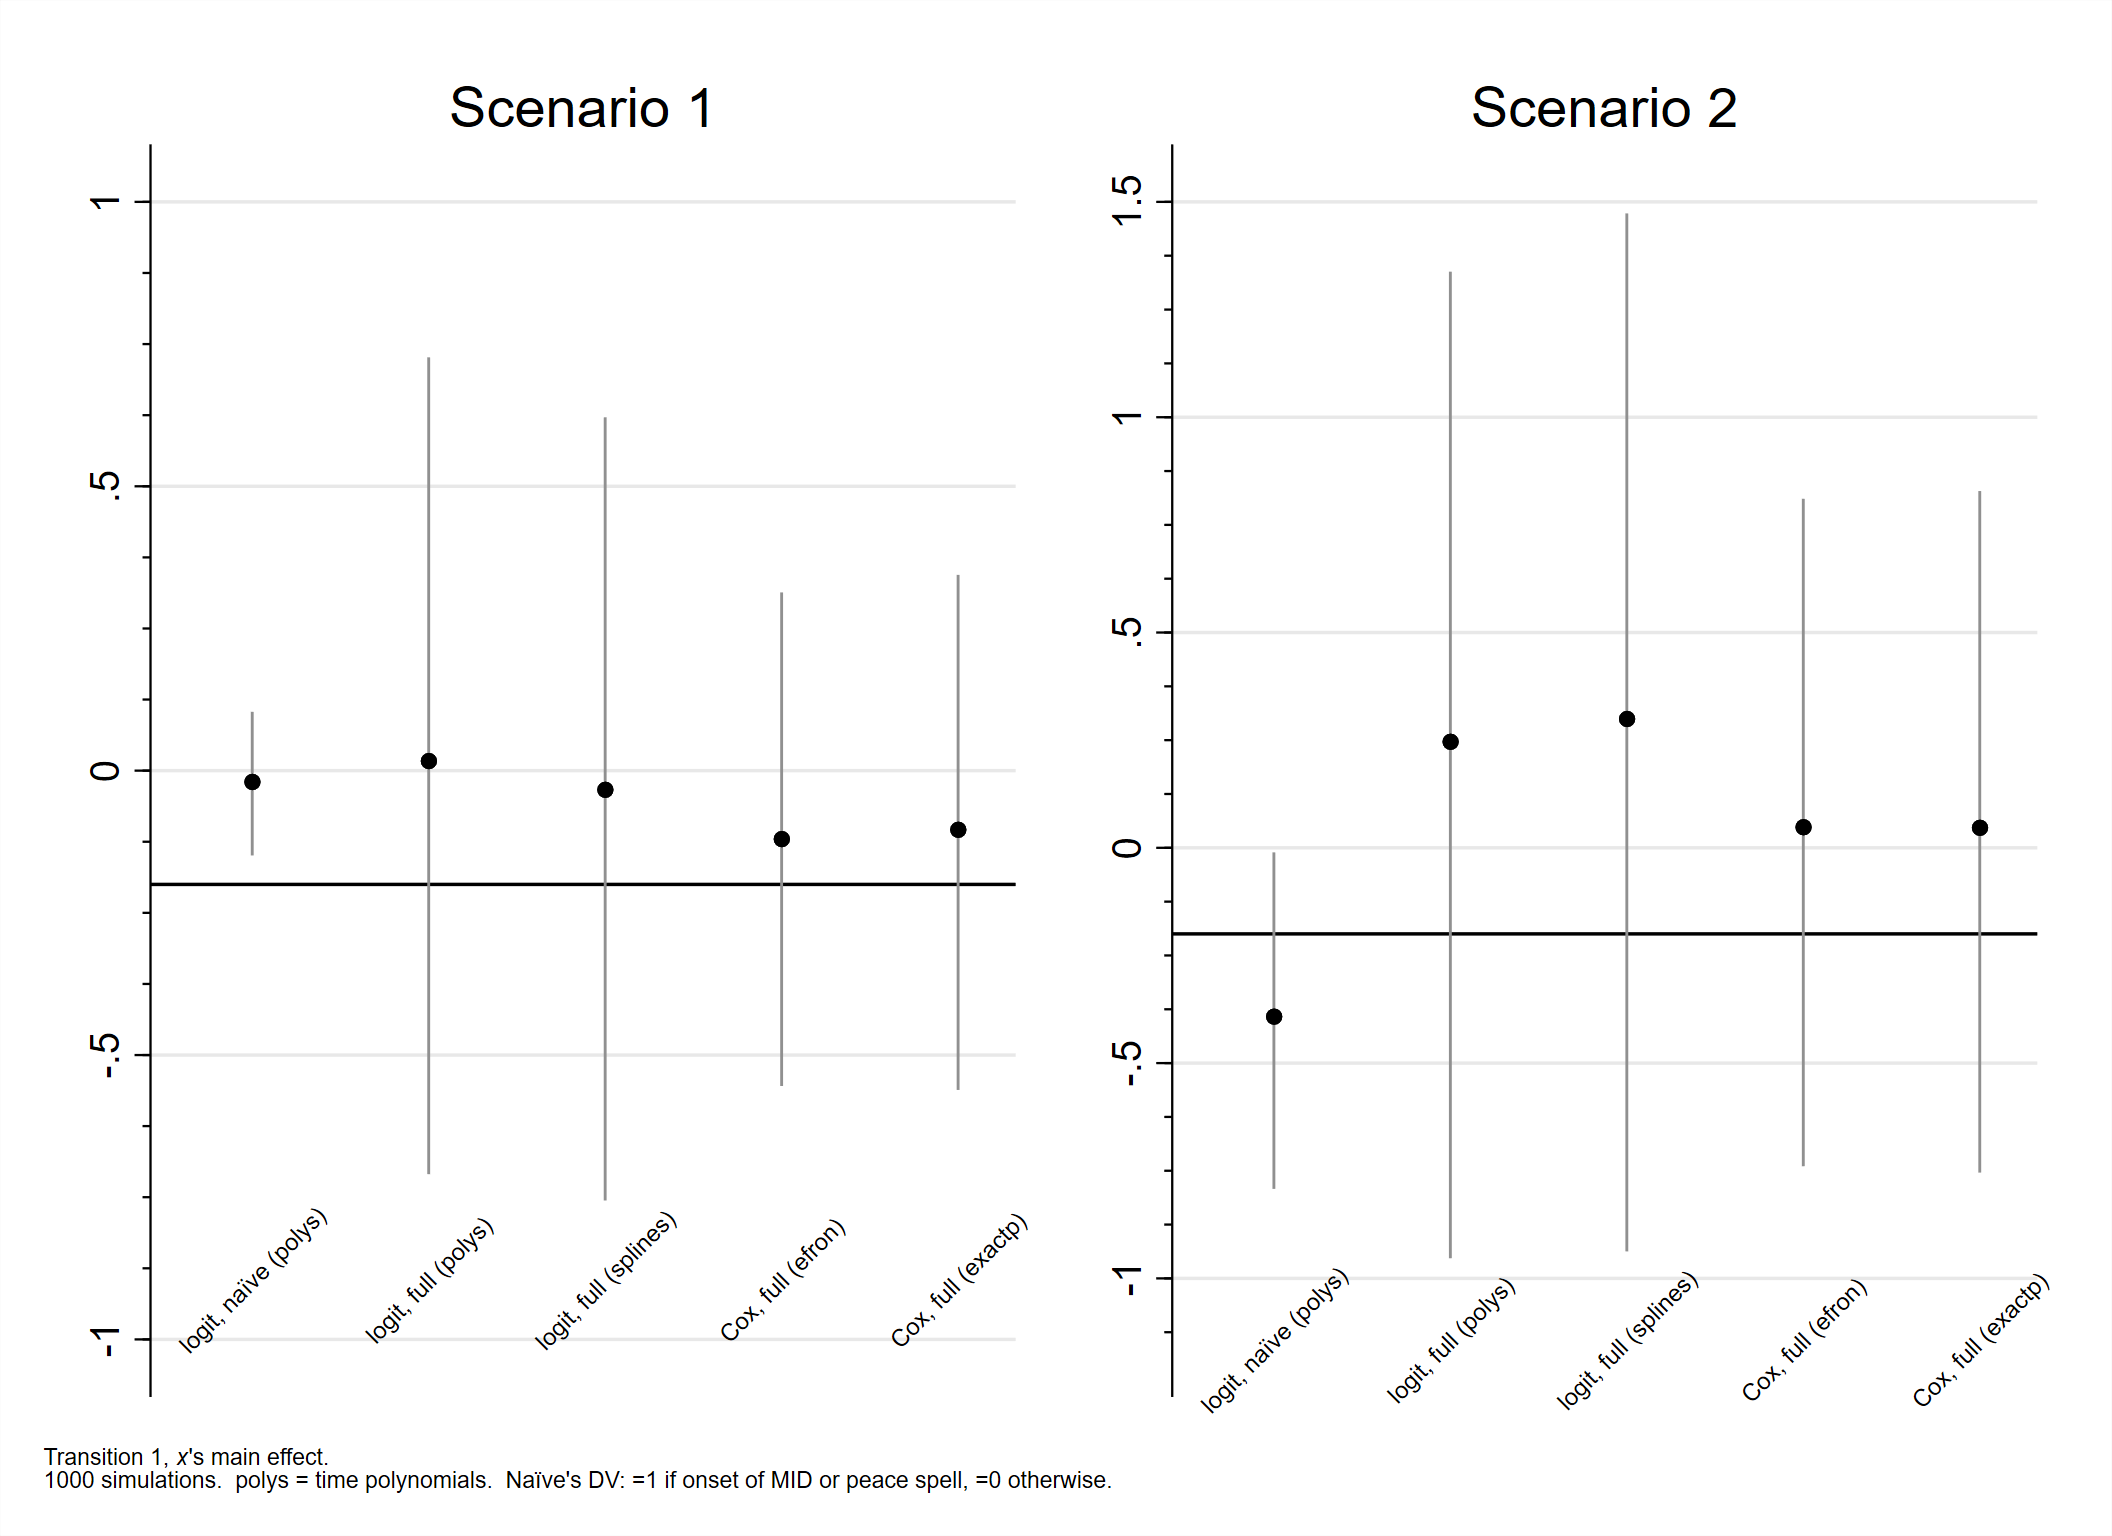 Scenario 1
1
.5
0
-.5
-1
logit, naïve (polys)
logit, full (polys)
logit, full (splines)
Cox, full (efron)
Cox, full (exactp)
Scenario 2
1.5
1
.5
0
-.5
-1
logit, naïve (polys)
logit, full (polys)
logit, full (splines)
Cox, full (efron)
Cox, full (exactp)
Transition 1, x's main effect.
1000 simulations.  polys = time polynomials.  Naïve's DV: =1 if onset of MID or peace spell, =0 otherwise.